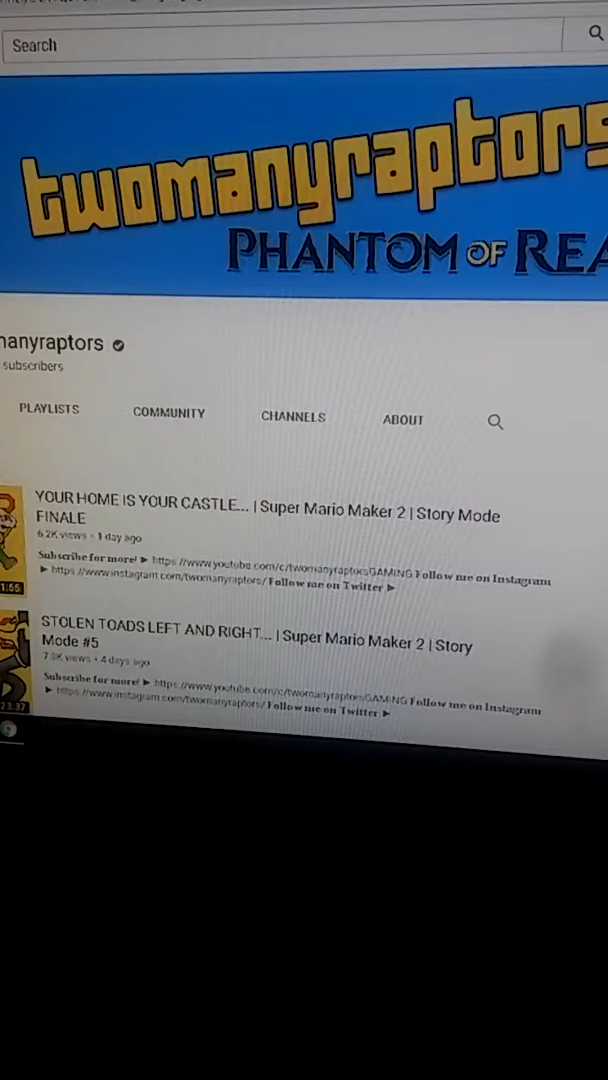 Search
twomanyraptors
PHANTOM OF REA
manyraptors
subscribers
PLAYLISTS COMMUNITY CHANNELS ABOUT
YOUR HOME IS YOUR CASTLE... | Super Mario Maker 2 | Story Mode
FINALE
6.2K views • 1 day ago
Subscribe for more! ► https://www.youtube.com/c/twomanyraptorsGAMING Follow me on Instagram
► https://www.instagram.com/twomanyraptors/ Follow me on Twitter ►
1:55
STOLEN TOADS LEFT AND RIGHT... | Super Mario Maker 2 | Story
Mode #5
views • 4 days ago
Subscribe for more! ► https://www.youtube.com/c/twomanyraptorsGAMING Follow me on Instagram
► https://www.instagram.com/twomanyraptors/ Follow me on Twitter ►
23:37